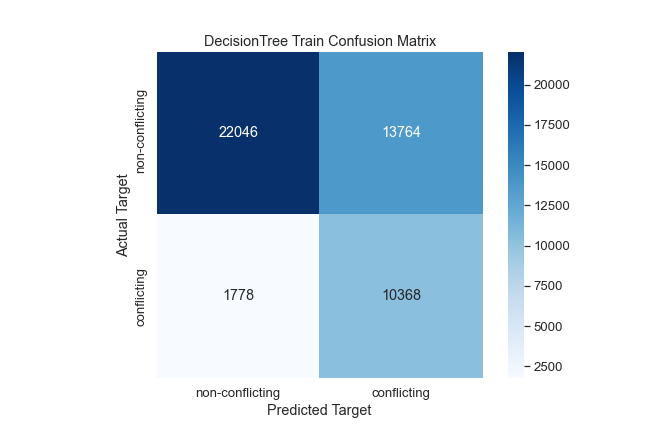 DecisionTree Train Confusion Matrix
non-conflicting
22046
13764
conflicting
1778
10368
Actual Target
non-conflicting
conflicting
Predicted Target
20000
17500
15000
12500
10000
7500
5000
2500